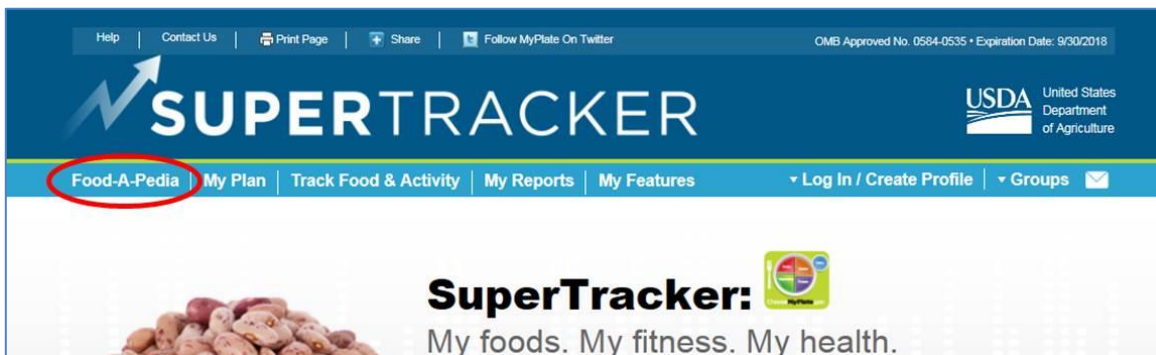 Help | Contact Us | Print Page | Share | Follow MyPlate On Twitter
OMB Approved No. 0584-0535 • Expiration Date: 9/30/2018
SUPERTRACKER
USDA
United States
Department
of Agriculture
Food-A-Pedia | My Plan | Track Food & Activity | My Reports | My Features
Log In / Create Profile | Groups
SuperTracker:
My foods. My fitness. My health.